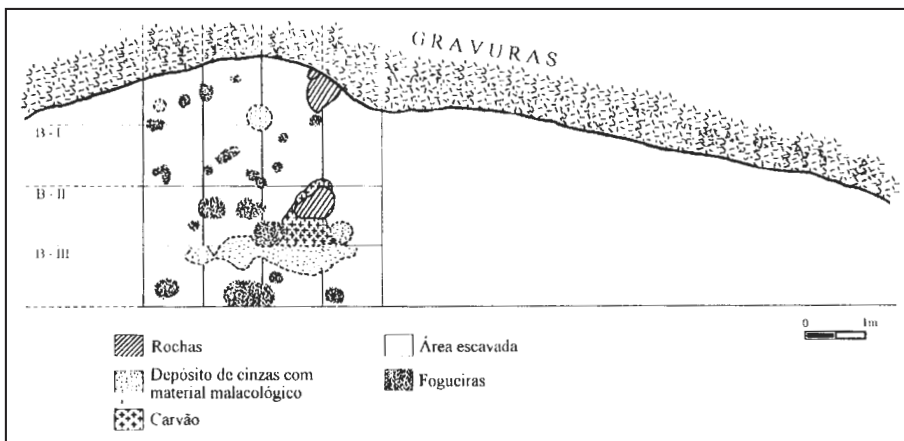 GRAVURAS
B - I
B - II
B - III
0 1m
Rochas
Depósito de cinzas com
material malacológico
Carvão
Área escavada
Fogueiras